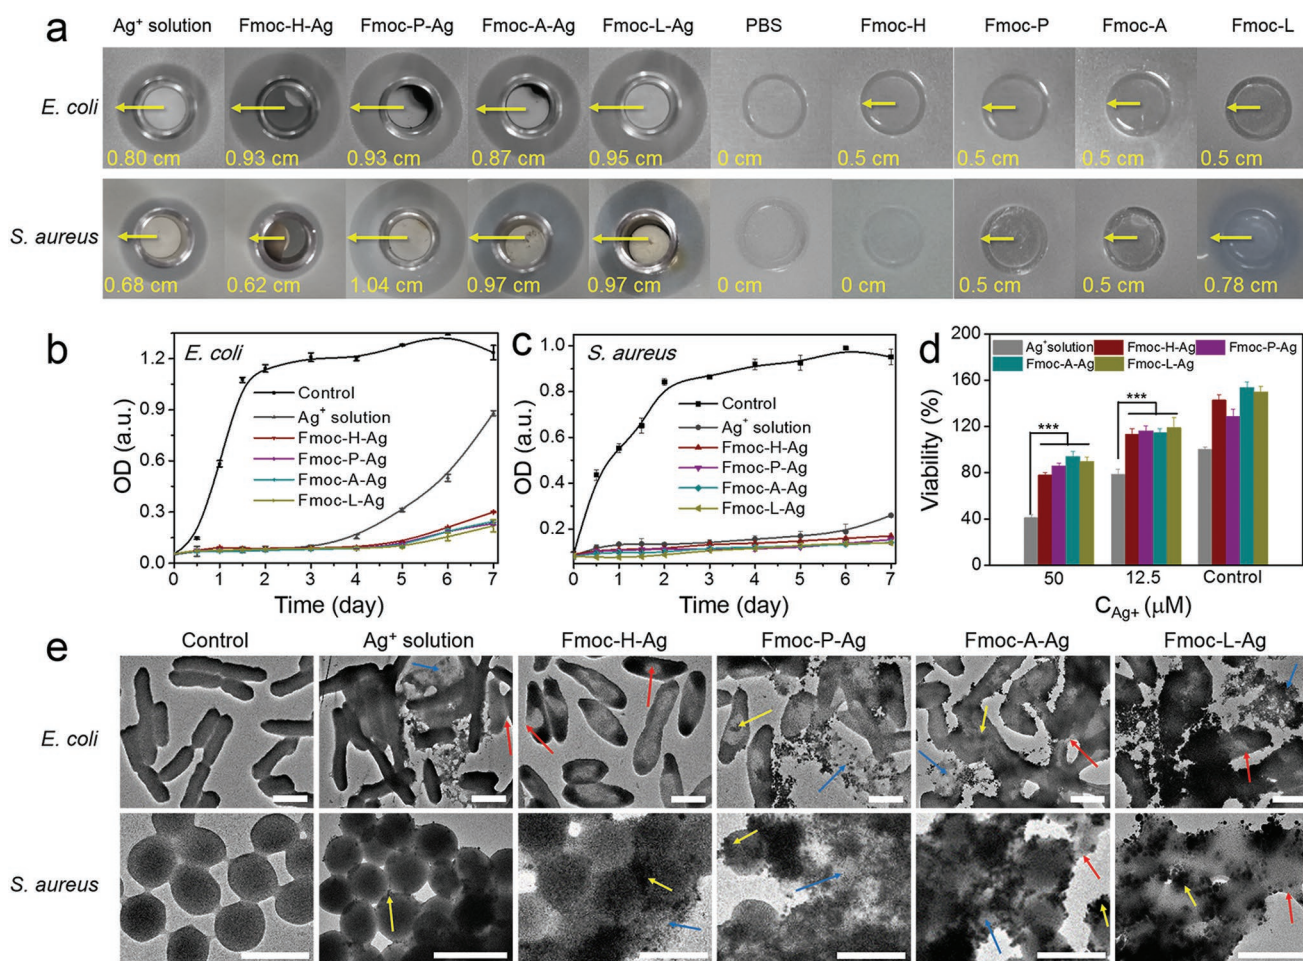 a
Ag⁺ solution Fmoc-H-Ag Fmoc-P-Ag Fmoc-A-Ag Fmoc-L-Ag PBS Fmoc-H Fmoc-P Fmoc-A Fmoc-L
E. coli
0.80 cm 0.93 cm 0.93 cm 0.87 cm 0.95 cm 0 cm 0.5 cm 0.5 cm 0.5 cm 0.5 cm
S. aureus
0.68 cm 0.62 cm 1.04 cm 0.97 cm 0.97 cm 0 cm 0 cm 0.5 cm 0.5 cm 0.78 cm
b
E. coli
OD (a.u.)
1.2
0.9
0.6
0.3
0.0
Control
Ag⁺ solution
Fmoc-H-Ag
Fmoc-P-Ag
Fmoc-A-Ag
Fmoc-L-Ag
0 1 2 3 4 5 6 7
Time (day)
c
S. aureus
OD (a.u.)
1.0
0.8
0.6
0.4
0.2
Control
Ag⁺ solution
Fmoc-H-Ag
Fmoc-P-Ag
Fmoc-A-Ag
Fmoc-L-Ag
0 1 2 3 4 5 6 7
Time (day)
d
Viability (%)
200
160
120
80
40
0
Ag⁺solution Fmoc-H-Ag Fmoc-P-Ag
Fmoc-A-Ag Fmoc-L-Ag
*** ***
50 12.5 Control
C_Ag+ (μM)
e
Control Ag⁺ solution Fmoc-H-Ag Fmoc-P-Ag Fmoc-A-Ag Fmoc-L-Ag
E. coli
S. aureus